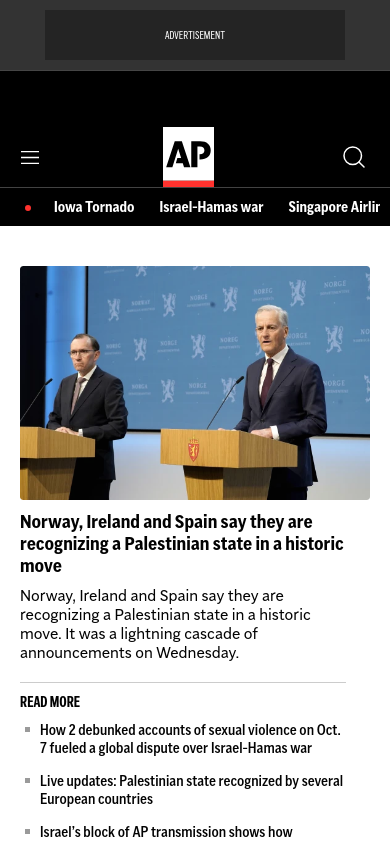 ADVERTISEMENT
AP
Iowa Tornado Israel-Hamas war Singapore Airlir
NORGE
Norway, Ireland and Spain say they are
recognizing a Palestinian state in a historic
move
Norway, Ireland and Spain say they are
recognizing a Palestinian state in a historic
move. It was a lightning cascade of
announcements on Wednesday.
READ MORE
How 2 debunked accounts of sexual violence on Oct.
7 fueled a global dispute over Israel-Hamas war
Live updates: Palestinian state recognized by several
European countries
Israel’s block of AP transmission shows how